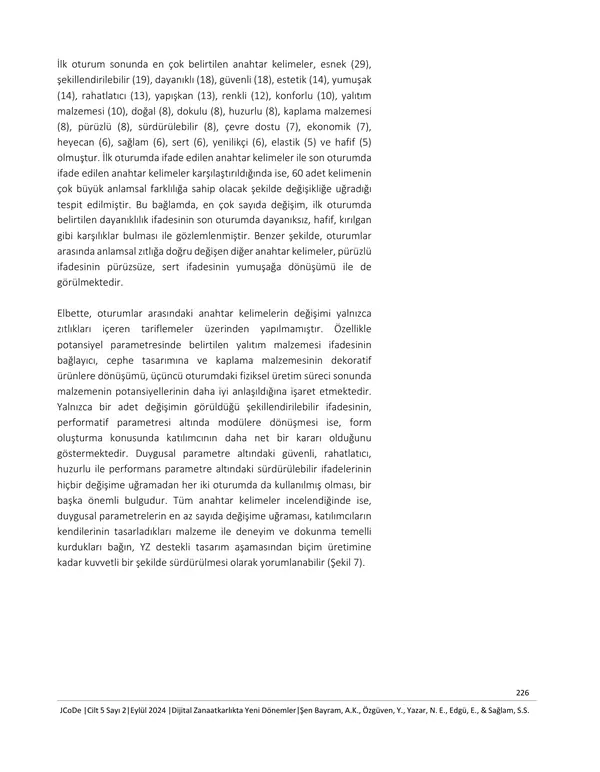 İlk oturum sonunda en çok belirtilen anahtar kelimeler, esnek (29),
şekillendirilebilir (19), dayanıklı (18), güvenli (18), estetik (14), yumuşak
(14), rahatlatıcı (13), yapışkan (13), renkli (12), konforlu (10), yalıtım
malzemesi (10), doğal (8), dokulu (8), huzurlu (8), kaplama malzemesi
(8), pürüzlü (8), sürdürülebilir (8), çevre dostu (7), ekonomik (7),
heyecan (6), sağlam (6), sert (6), yenilikçi (6), elastik (5) ve hafif (5)
olmuştur. İlk oturumda ifade edilen anahtar kelimeler ile son oturumda
ifade edilen anahtar kelimeler karşılaştırıldığında ise, 60 adet kelimenin
çok büyük anlamsal farklılığa sahip olacak şekilde değişikliğe uğradığı
tespit edilmiştir. Bu bağlamda, en çok sayıda değişim, ilk oturumda
belirtilen dayanıklılık ifadesinin son oturumda dayanıksız, hafif, kırılgan
gibi karşılıklar bulması ile gözlemlenmiştir. Benzer şekilde, oturumlar
arasında anlamsal zıtlığa doğru değişen diğer anahtar kelimeler, pürüzlü
ifadesinin pürüzsüze, sert ifadesinin yumuşağa dönüşümü ile de
görülmektedir.
Elbette, oturumlar arasındaki anahtar kelimelerin değişimi yalnızca
zıtlıkları içeren tariflemeler üzerinden yapılmamıştır. Özellikle
potansiyel parametresinde belirtilen yalıtım malzemesi ifadesinin
bağlayıcı, cephe tasarımına ve kaplama malzemesinin dekoratif
ürünlere dönüşümü, üçüncü oturumdaki fiziksel üretim süreci sonunda
malzemenin potansiyellerinin daha iyi anlaşıldığına işaret etmektedir.
Yalnızca bir adet değişimin görüldüğü şekillendirilebilir ifadesinin,
performatif parametresi altında modülere dönüşmesi ise, form
oluşturma konusunda katılımcının daha net bir kararı olduğunu
göstermektedir. Duygusal parametre altındaki güvenli, rahatlatıcı,
huzurlu ile performans parametre altındaki sürdürülebilir ifadelerinin
hiçbir değişime uğramadan her iki oturumda da kullanılmış olması, bir
başka önemli bulgudur. Tüm anahtar kelimeler incelendiğinde ise,
duygusal parametrelerin en az sayıda değişime uğraması, katılımcıların
kendilerinin tasarladıkları malzeme ile deneyim ve dokunma temelli
kurdukları bağın, YZ destekli tasarım aşamasından biçim üretimine
kadar kuvvetli bir şekilde sürdürülmesi olarak yorumlanabilir (Şekil 7).
226
JCoDe |Cilt 5 Sayı 2|Eylül 2024 |Dijital Zanaatkarlıkta Yeni Dönemler|Şen Bayram, A.K., Özgüven, Y., Yazar, N. E., Edgü, E., & Sağlam, S.S.